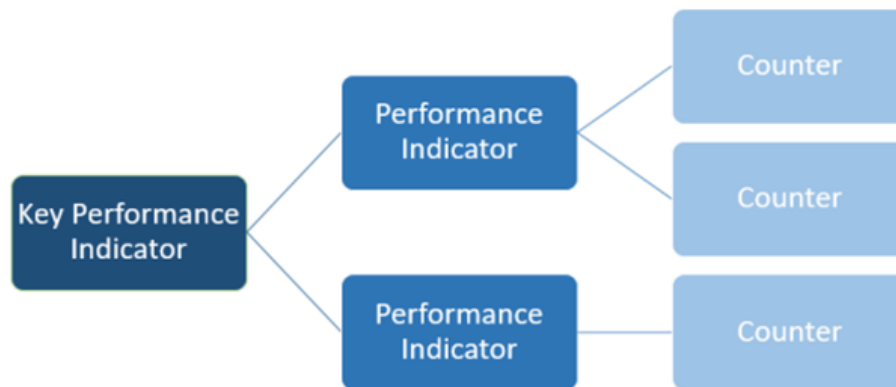 Key Performance
Indicator
Performance
Indicator
Performance
Indicator
Counter
Counter
Counter